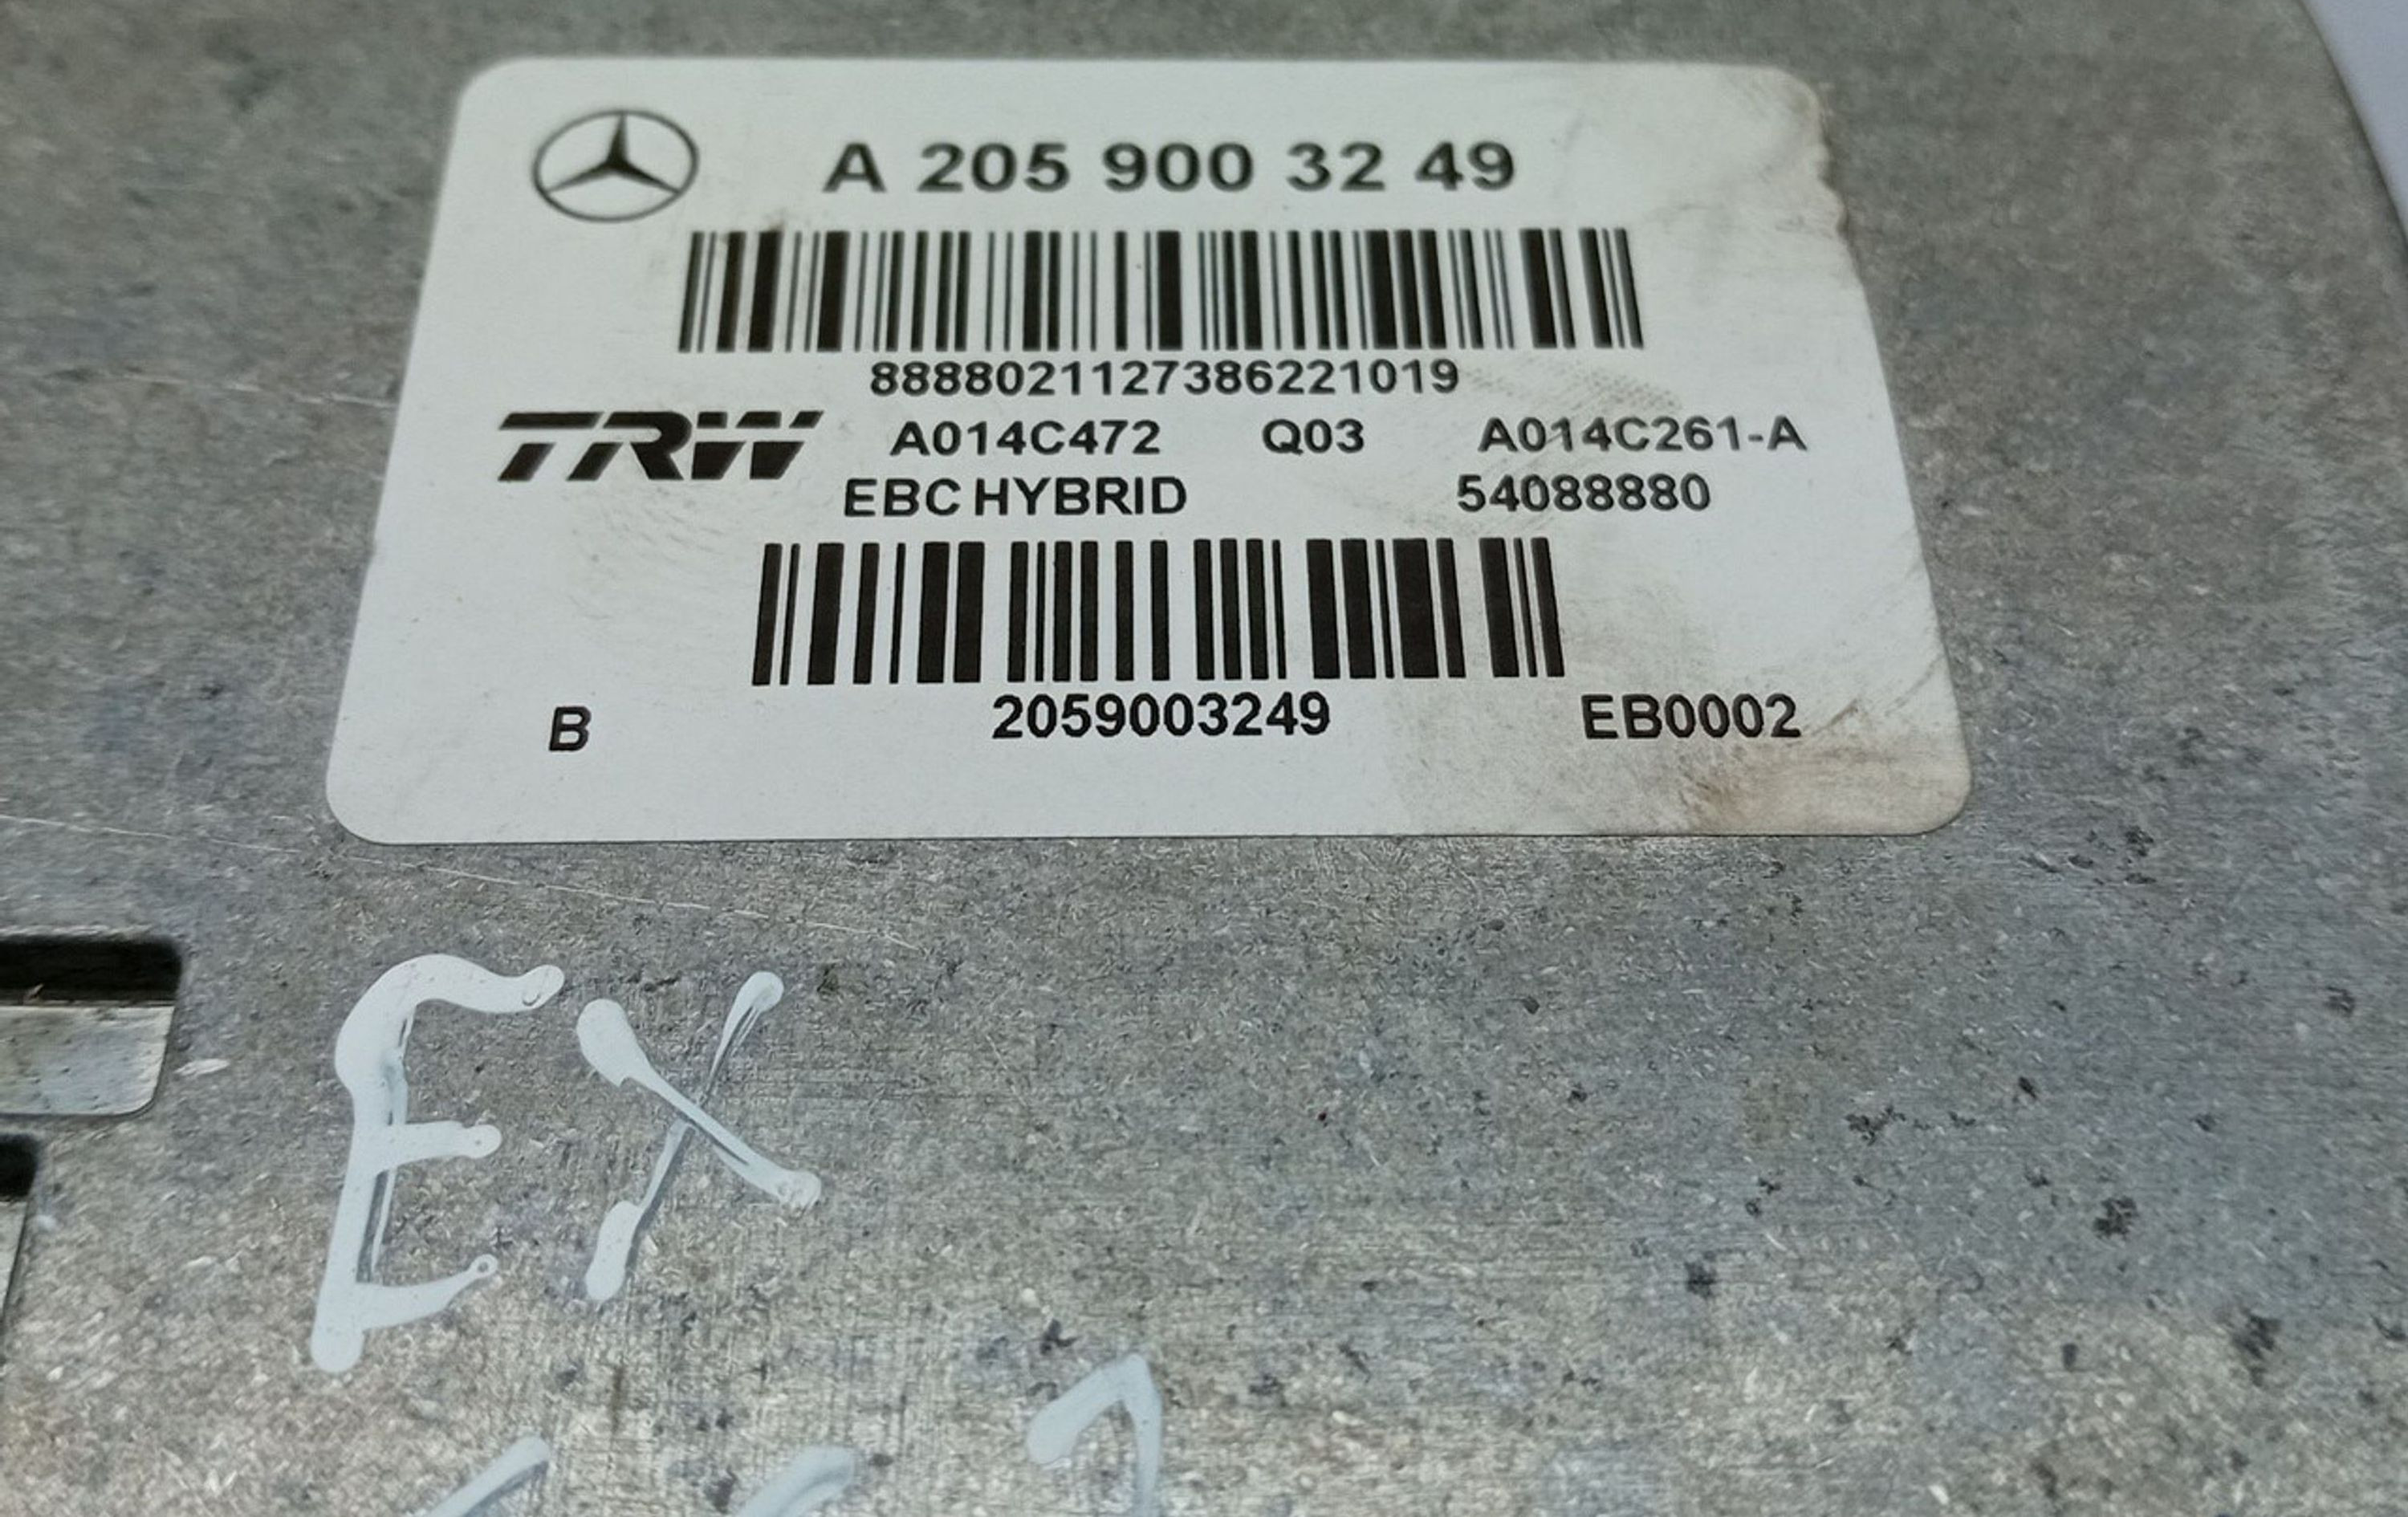 A 205 900 32 49
8888021127386221019
TRW A014C472 Q03 A014C261-A
EBC HYBRID 54088880
B 2059003249 EB0002
EX